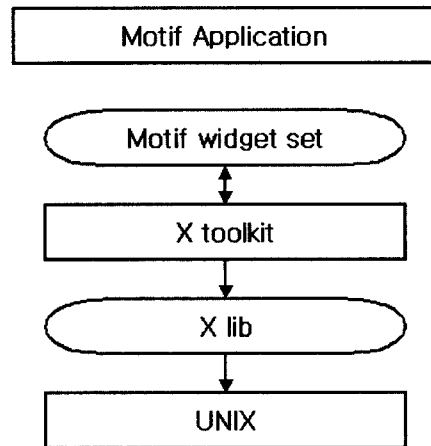 Motif Application
Motif widget set
X toolkit
X lib
UNIX